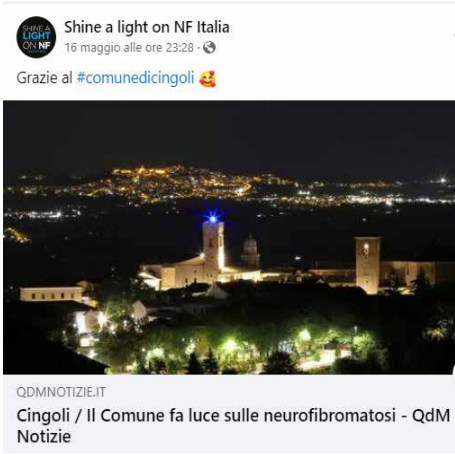 SHINE A
LIGHT
ON NF
Shine a light on NF Italia
16 maggio alle ore 23:28 ·
Grazie al #comunedicingoli 🥰
QDMNOTIZIE.IT
Cingoli / Il Comune fa luce sulle neurofibromatosi - QdM
Notizie